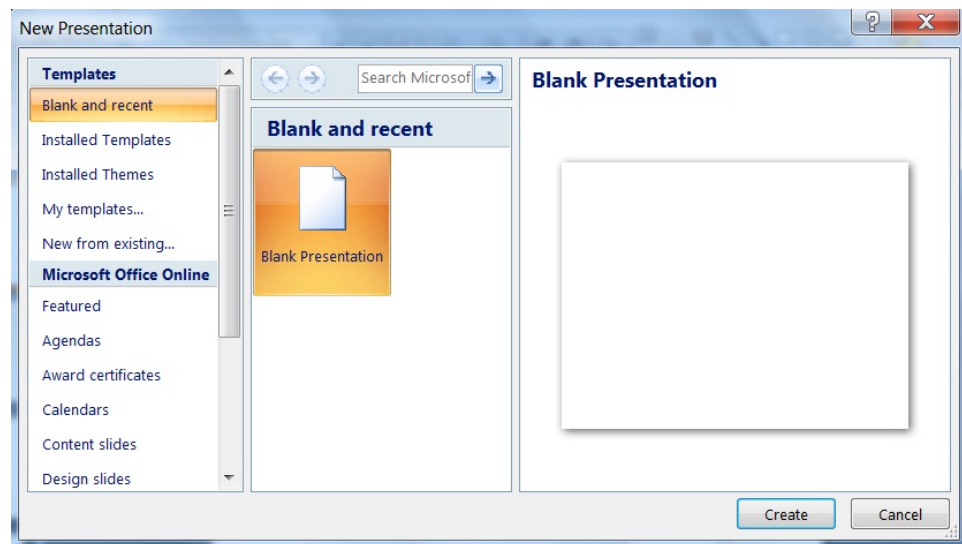 New Presentation
Templates
Blank and recent
Installed Templates
Installed Themes
My templates...
New from existing...
Microsoft Office Online
Featured
Agendas
Award certificates
Calendars
Content slides
Design slides
Search Microsof
Blank and recent
Blank Presentation
Blank Presentation
Create
Cancel